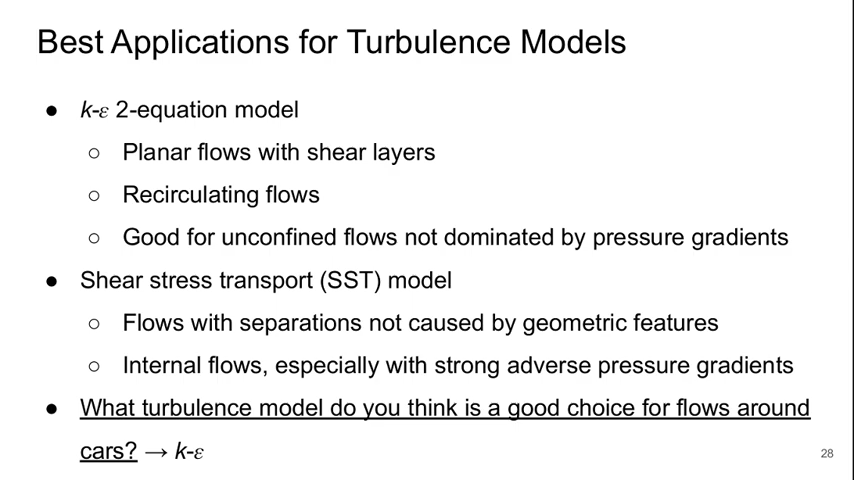 Best Applications for Turbulence Models
● k-ε 2-equation model
○ Planar flows with shear layers
○ Recirculating flows
○ Good for unconfined flows not dominated by pressure gradients
● Shear stress transport (SST) model
○ Flows with separations not caused by geometric features
○ Internal flows, especially with strong adverse pressure gradients
● What turbulence model do you think is a good choice for flows around
cars? → k-ε
28